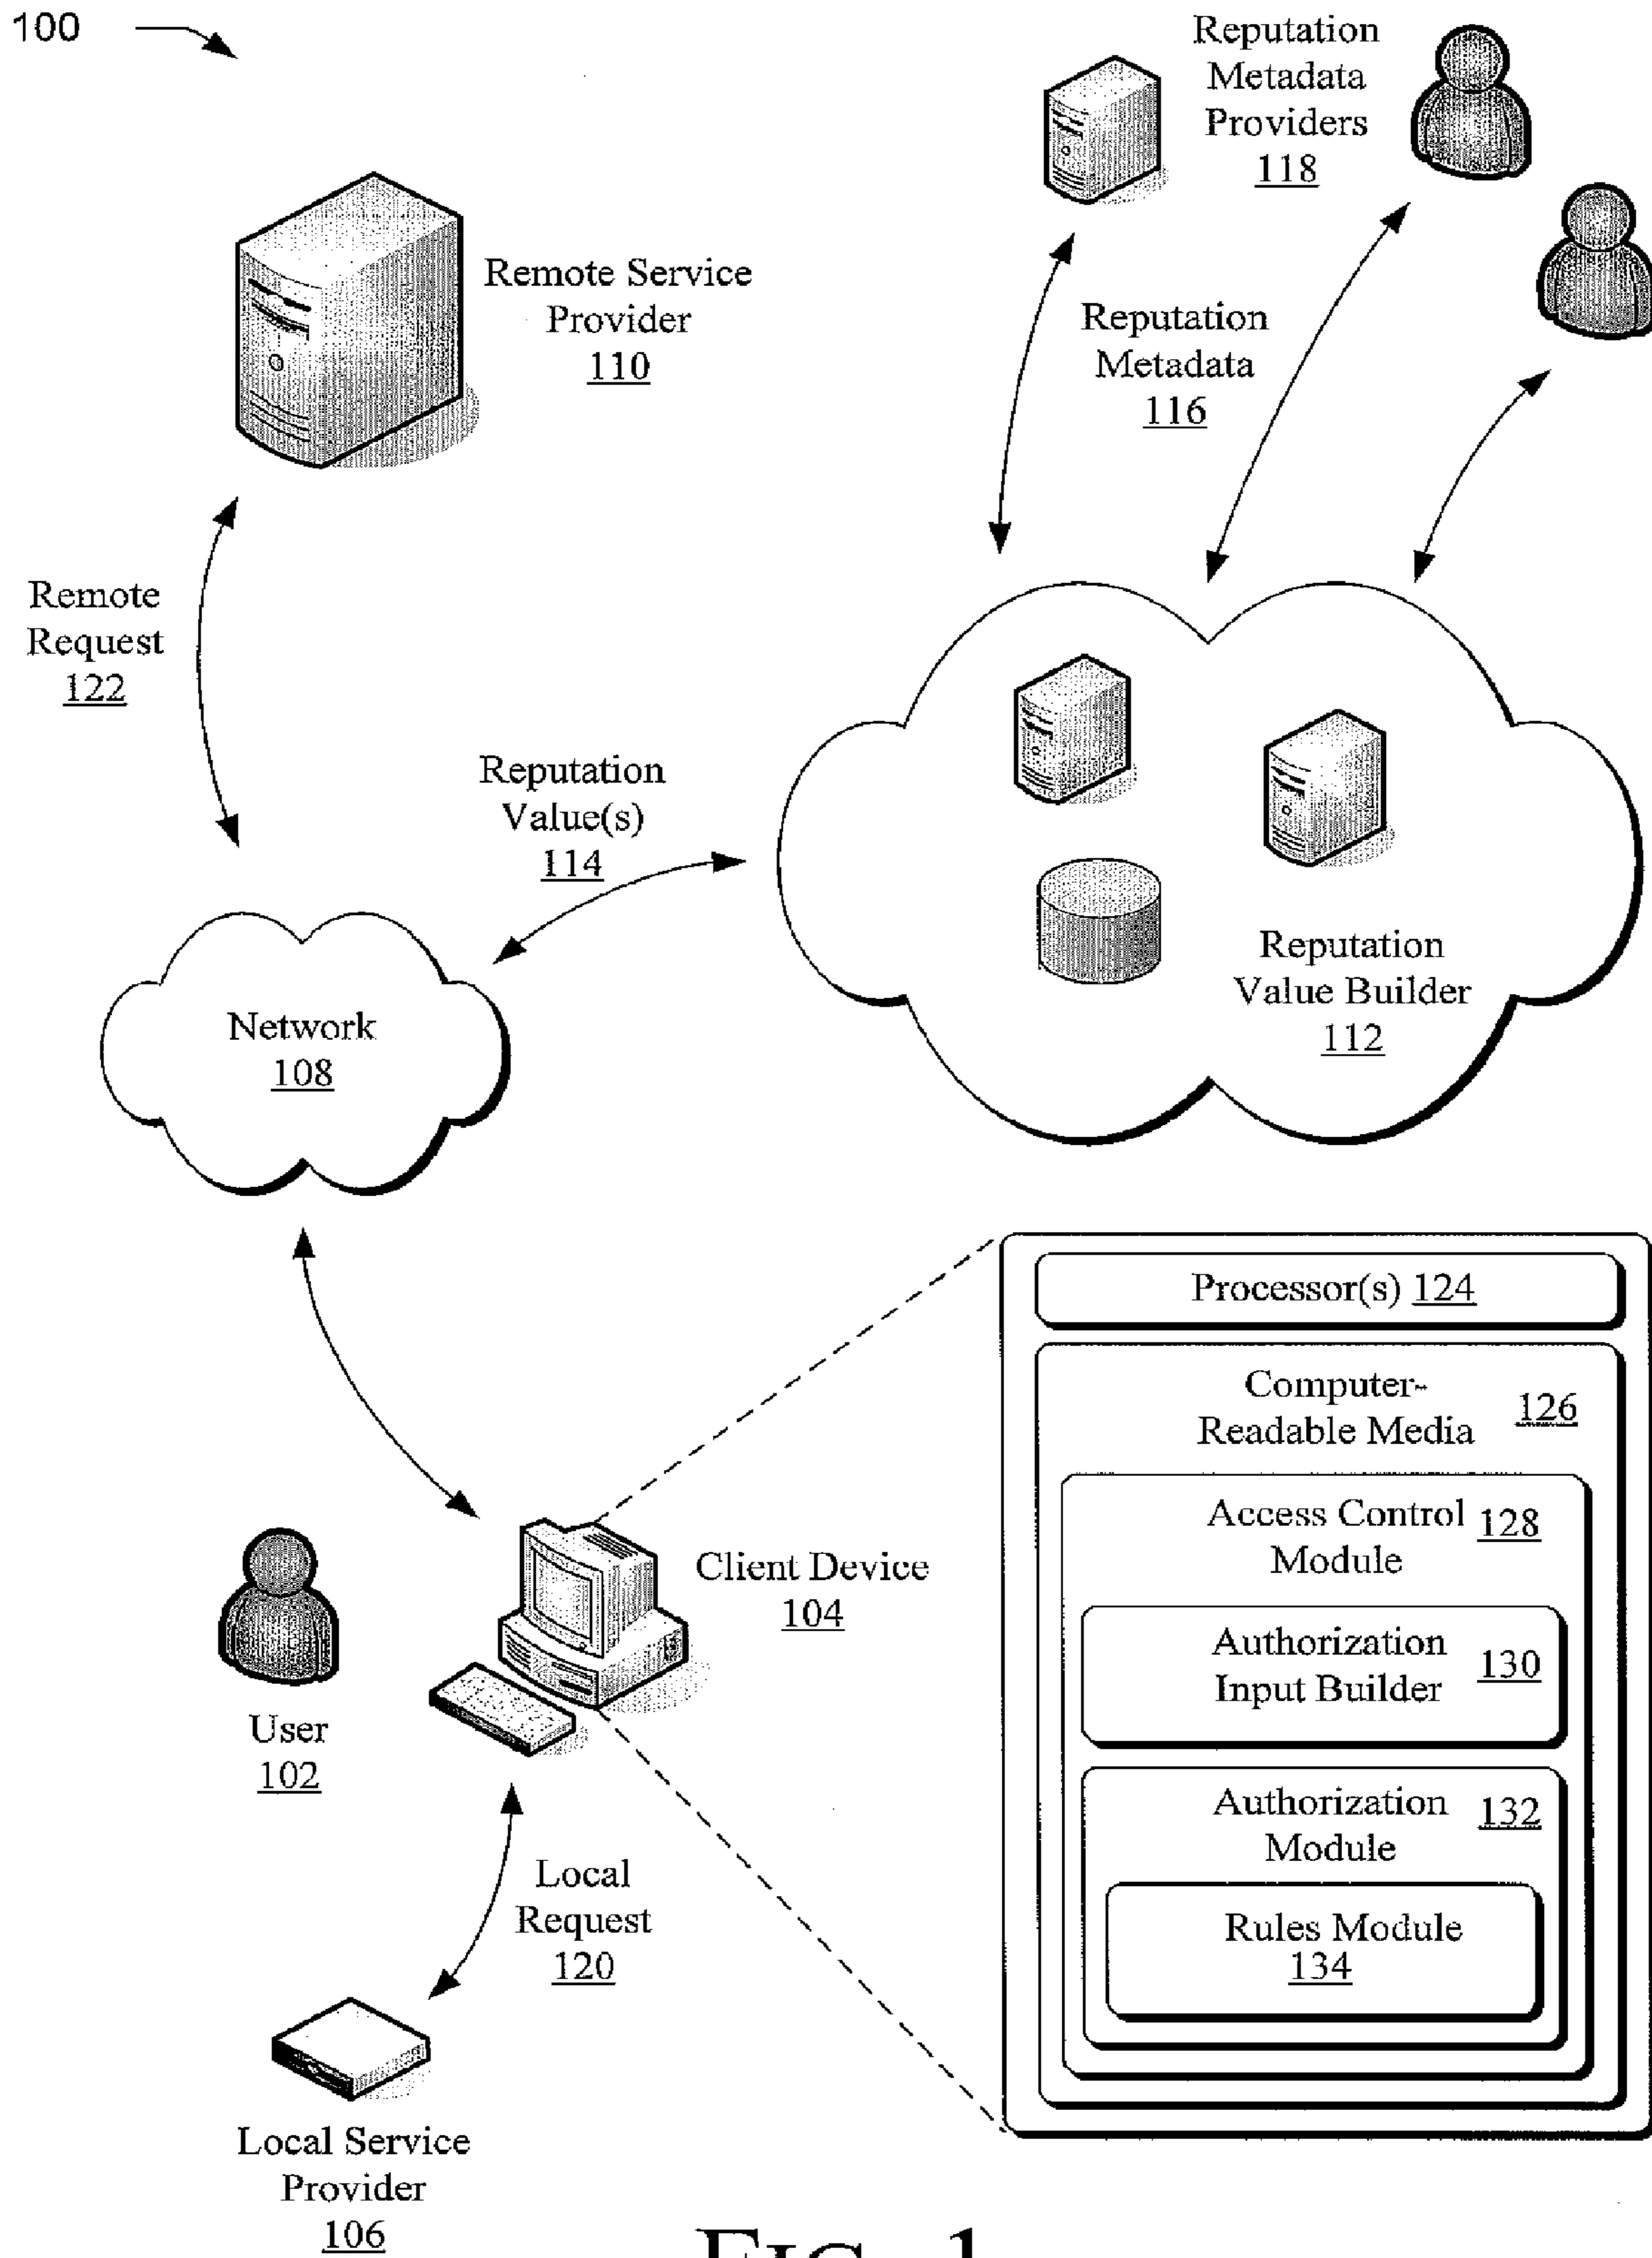 100
Reputation
Metadata
Providers
118
Remote Service
Provider
110
Reputation
Metadata
116
Remote
Request
122
Reputation
Value(s)
114
Reputation
Value Builder
112
Network
108
Processor(s) 124
Computer-
Readable Media
126
Access Control
Module
128
Authorization
Input Builder
130
Authorization
Module
132
Rules Module
134
Client Device
104
User
102
Local
Request
120
Local Service
Provider
106
FIG. 1